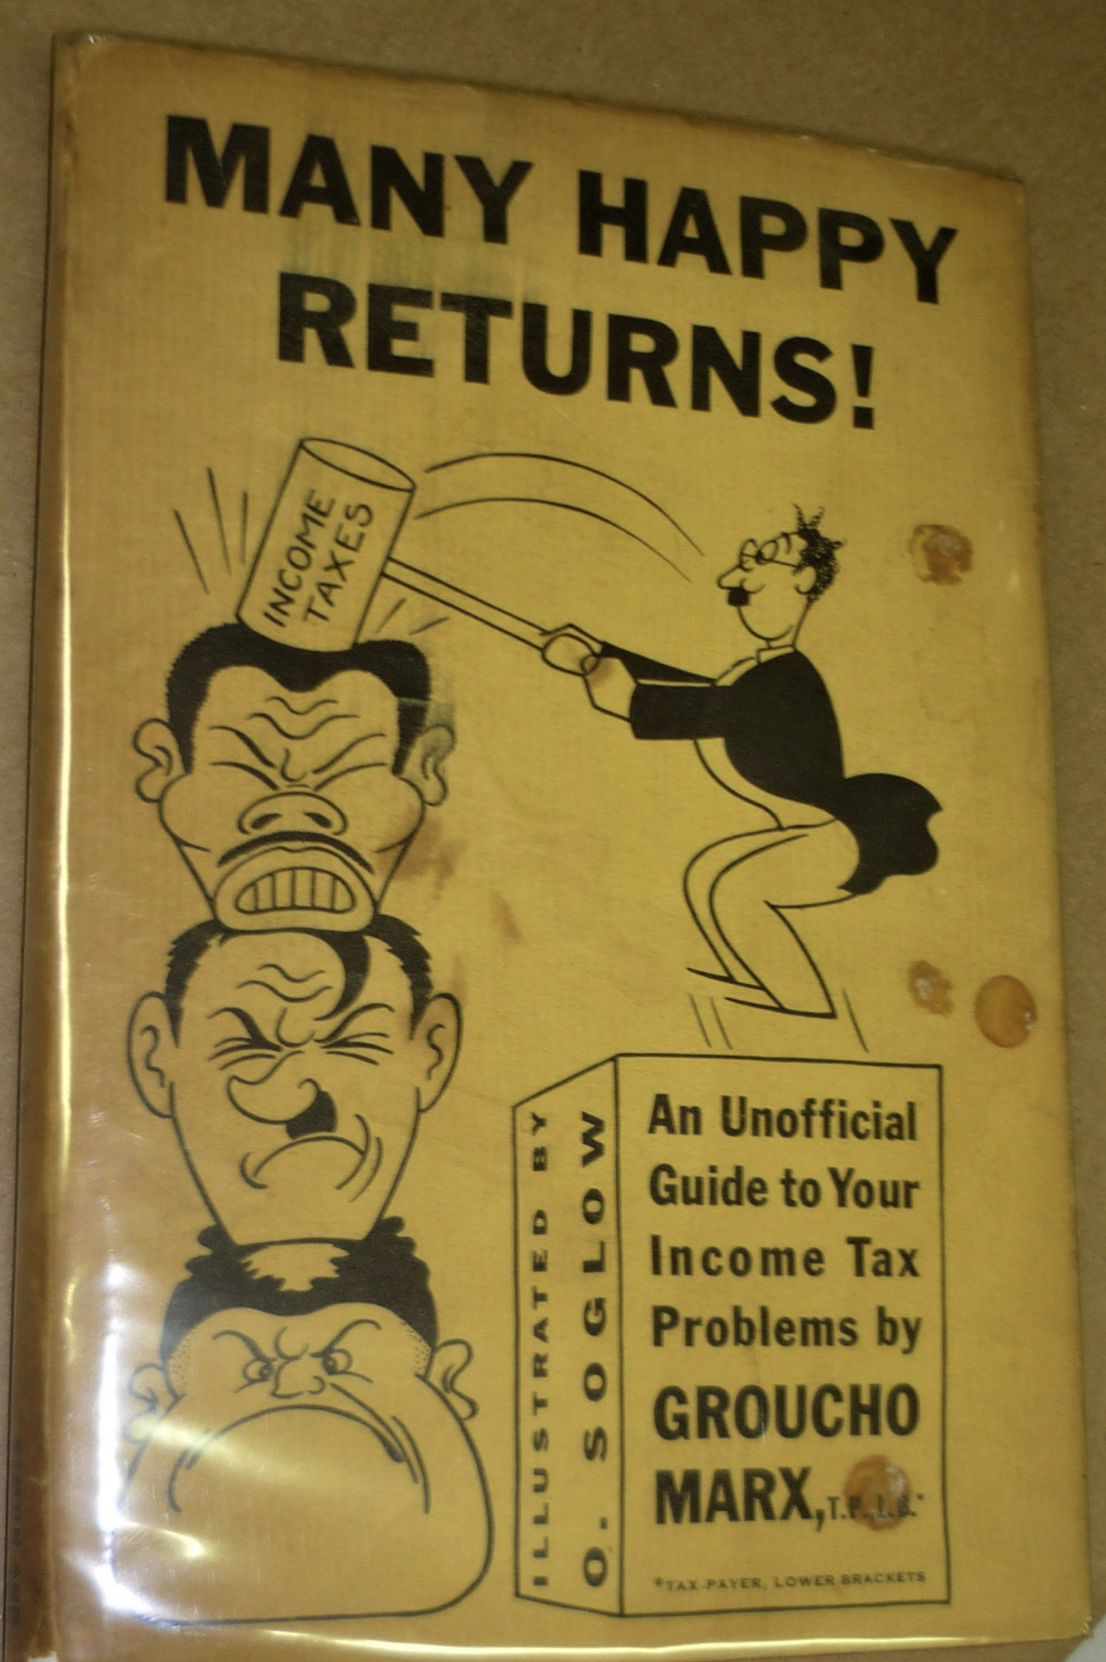 MANY HAPPY
RETURNS!
INCOME
TAXES
ILLUSTRATED BY
O. SOGLOW
An Unofficial
Guide to Your
Income Tax
Problems by
GROUCHO
MARX, T.P., L.B.*
*TAX-PAYER, LOWER BRACKETS